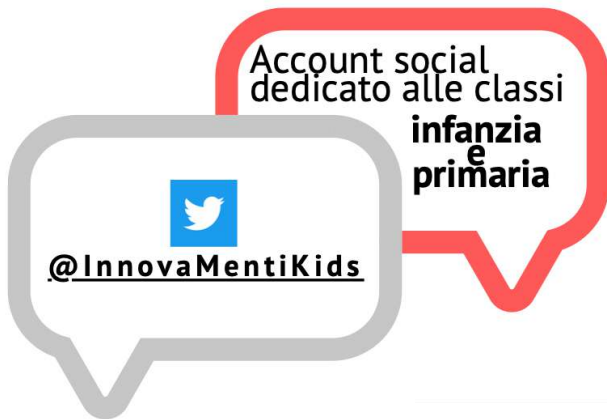 Account social
dedicato alle classi
infanzia
e
primaria
@InnovaMentiKids